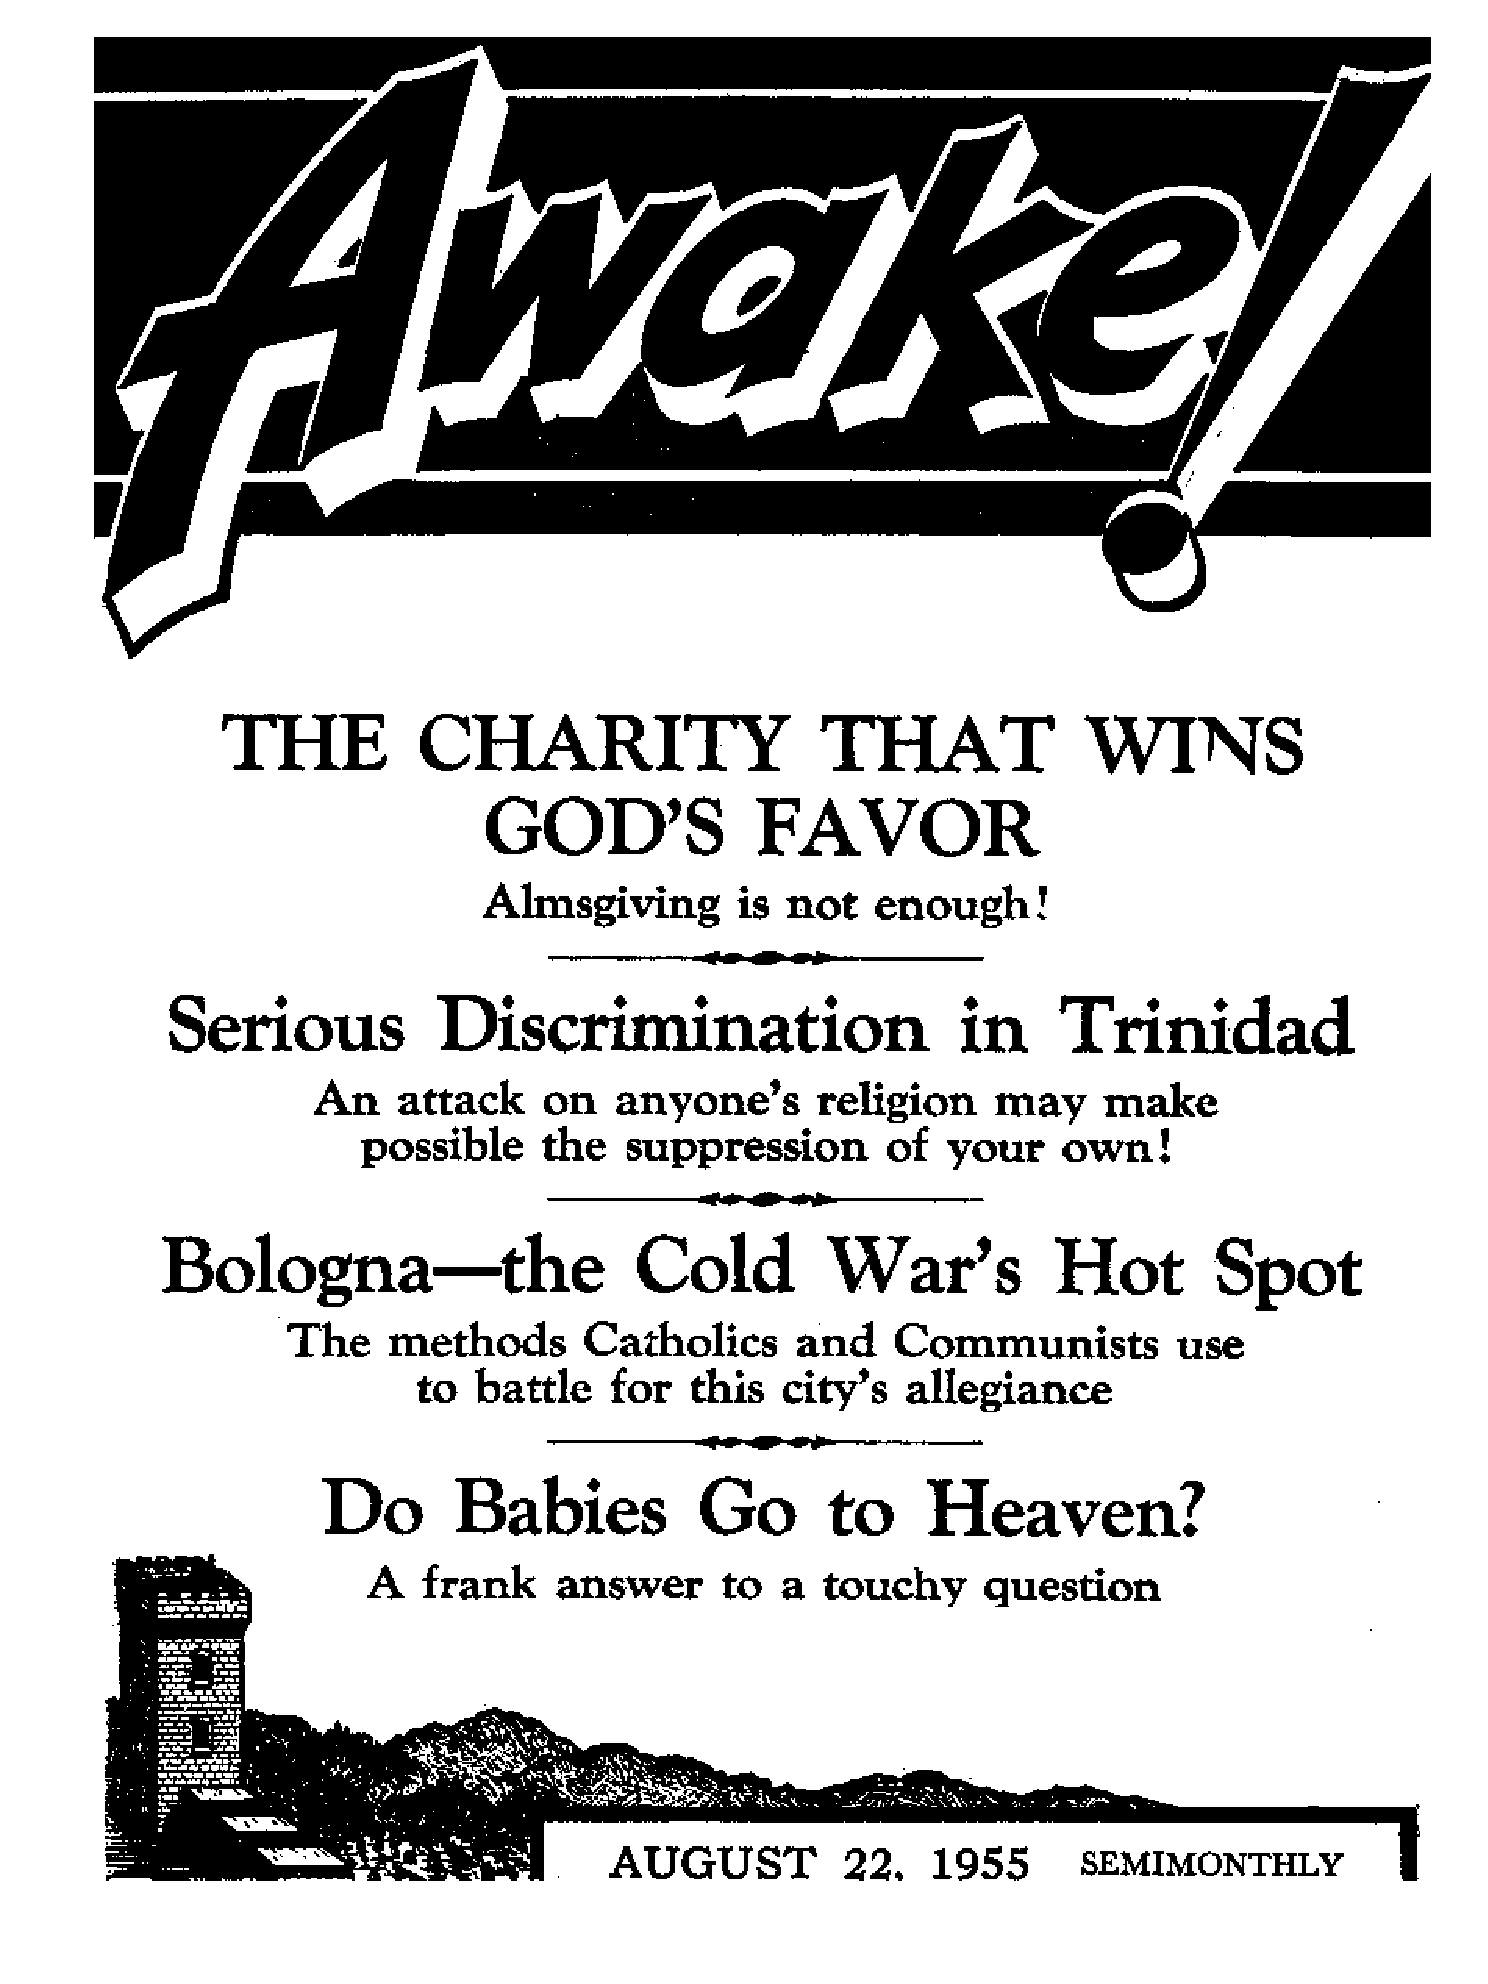 Awake!
THE CHARITY THAT WINS
GOD'S FAVOR
Almsgiving is not enough!
Serious Discrimination in Trinidad
An attack on anyone's religion may make
possible the suppression of your own!
Bologna—the Cold War's Hot Spot
The methods Catholics and Communists use
to battle for this city's allegiance
Do Babies Go to Heaven?
A frank answer to a touchy question
AUGUST 22, 1955 SEMIMONTHLY